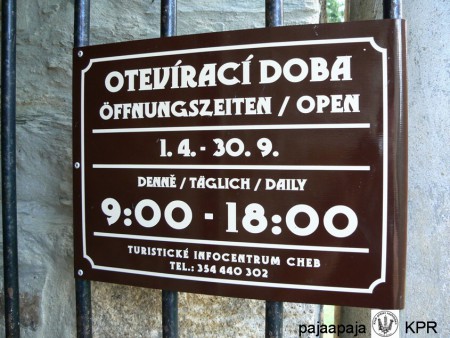 OTEVÍRACÍ DOBA
ÖFFNUNGSZEITEN / OPEN
1. 4. - 30. 9.
DENNĚ / TÄGLICH / DAILY
9:00 - 18:00
TURISTICKÉ INFOCENTRUM CHEB
TEL.: 354 440 302
pajaapaja KPR